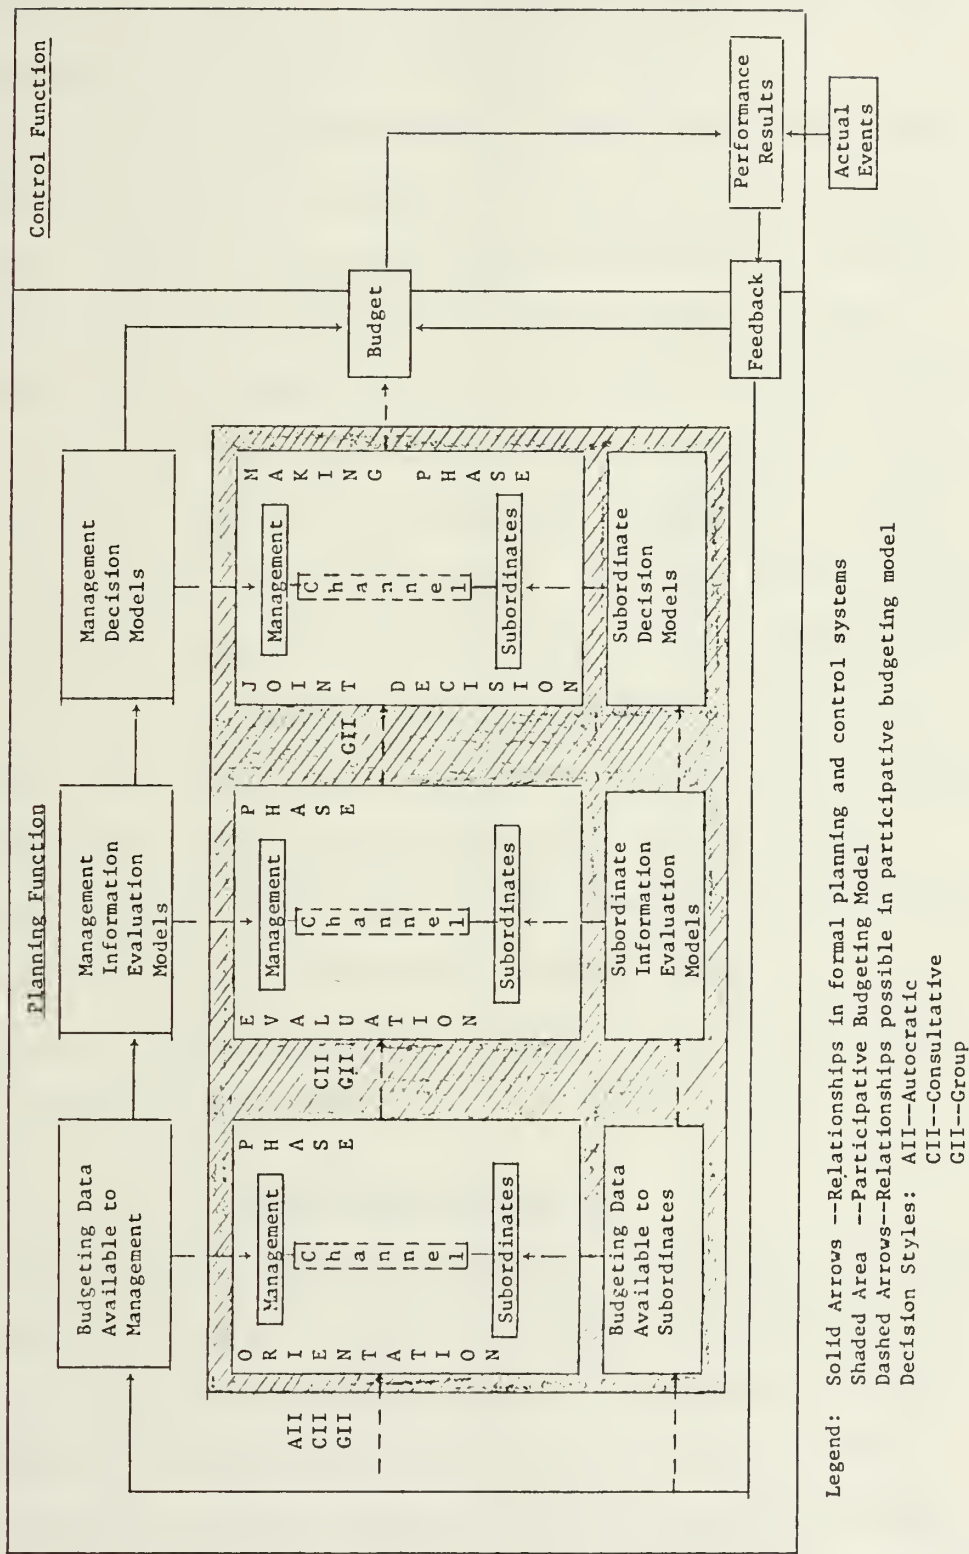 Planning Function
Control Function
Budgeting Data
Available to
Management
Management
Information
Evaluation
Models
Management
Decision
Models
ORIENTATION
PHASE
Management
Channel
Subordinates
EVALUATION
PHASE
Management
Channel
Subordinates
JOINT DECISION
MAKING PHASE
Management
Channel
Subordinates
AII
CII
GII
CII
GII
GII
Budget
Budgeting Data
Available to
Subordinates
Subordinate
Information
Evaluation
Models
Subordinate
Decision
Models
Feedback
Performance
Results
Actual
Events
Legend: Solid Arrows --Relationships in formal planning and control systems
Shaded Area --Participative Budgeting Model
Dashed Arrows--Relationships possible in participative budgeting model
Decision Styles: AII--Autocratic
CII--Consultative
GII--Group